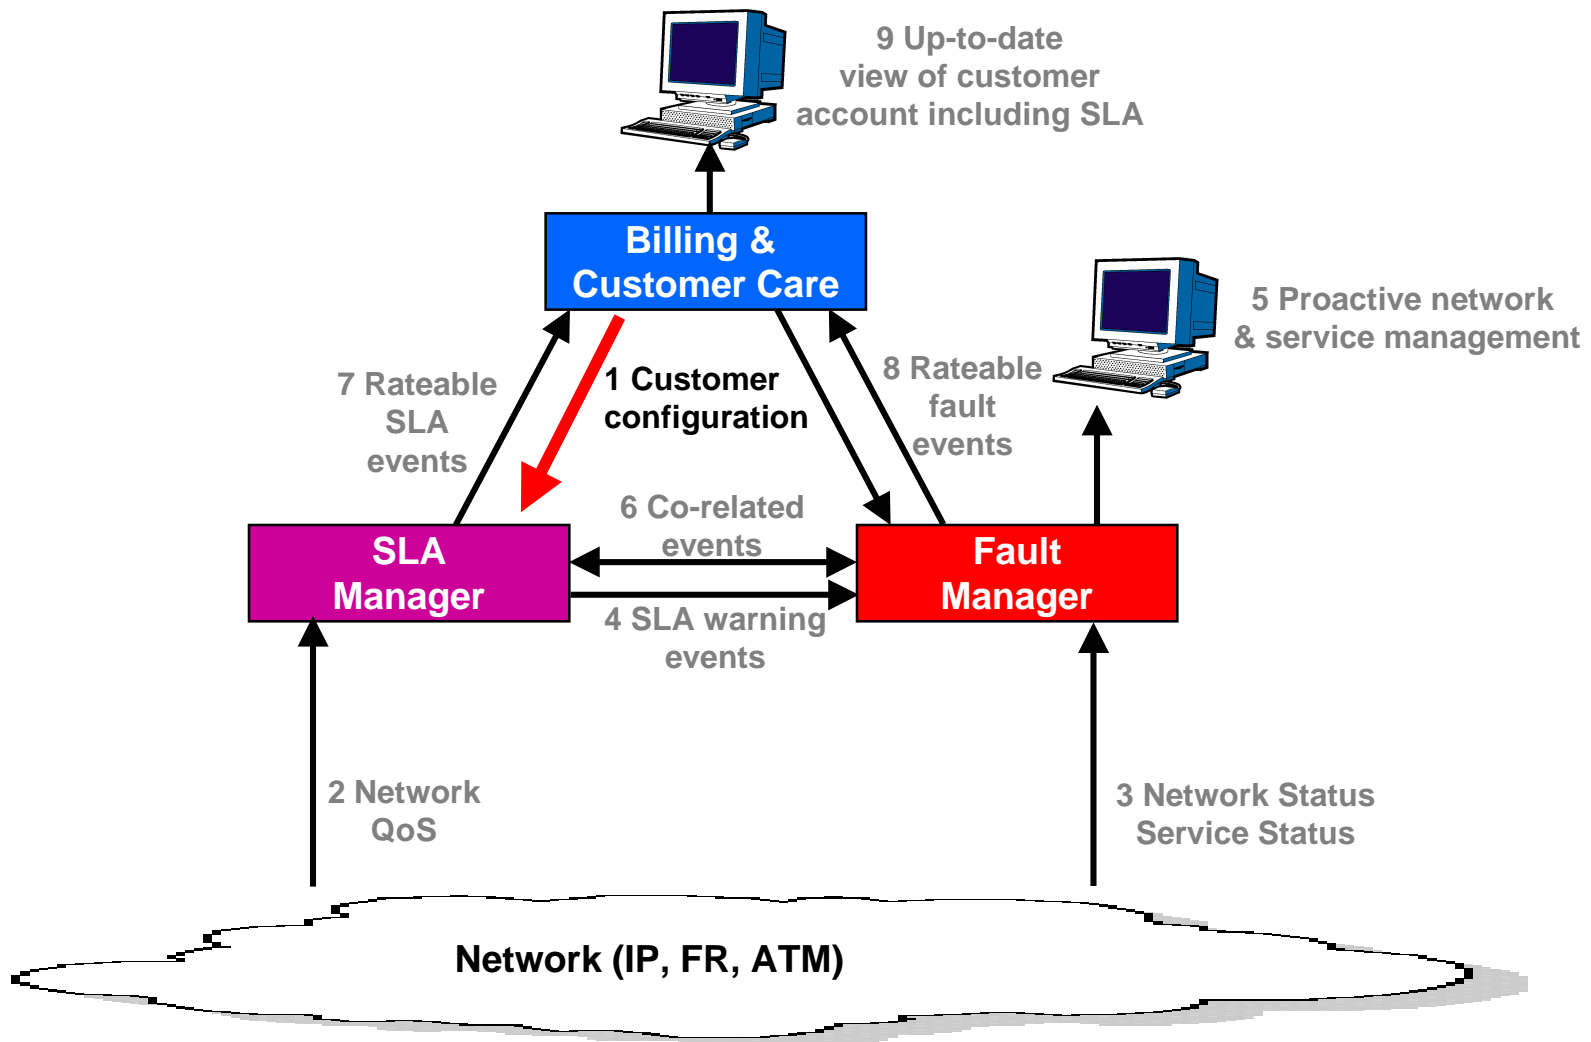 9 Up-to-date
view of customer
account including SLA
Billing &
Customer Care
5 Proactive network
& service management
7 Rateable
SLA
events
1 Customer
configuration
8 Rateable
fault
events
6 Co-related
events
SLA
Manager
Fault
Manager
4 SLA warning
events
2 Network
QoS
3 Network Status
Service Status
Network (IP, FR, ATM)